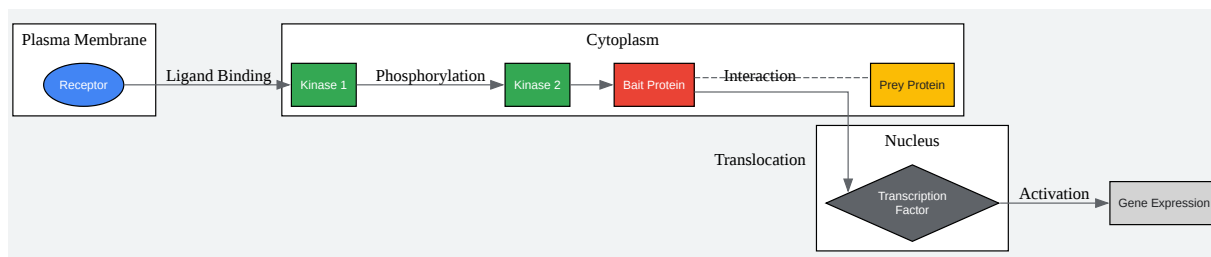 Plasma Membrane
Receptor
Ligand Binding
Cytoplasm
Kinase 1
Phosphorylation
Kinase 2
Bait Protein
Interaction
Prey Protein
Translocation
Nucleus
Transcription
Factor
Activation
Gene Expression